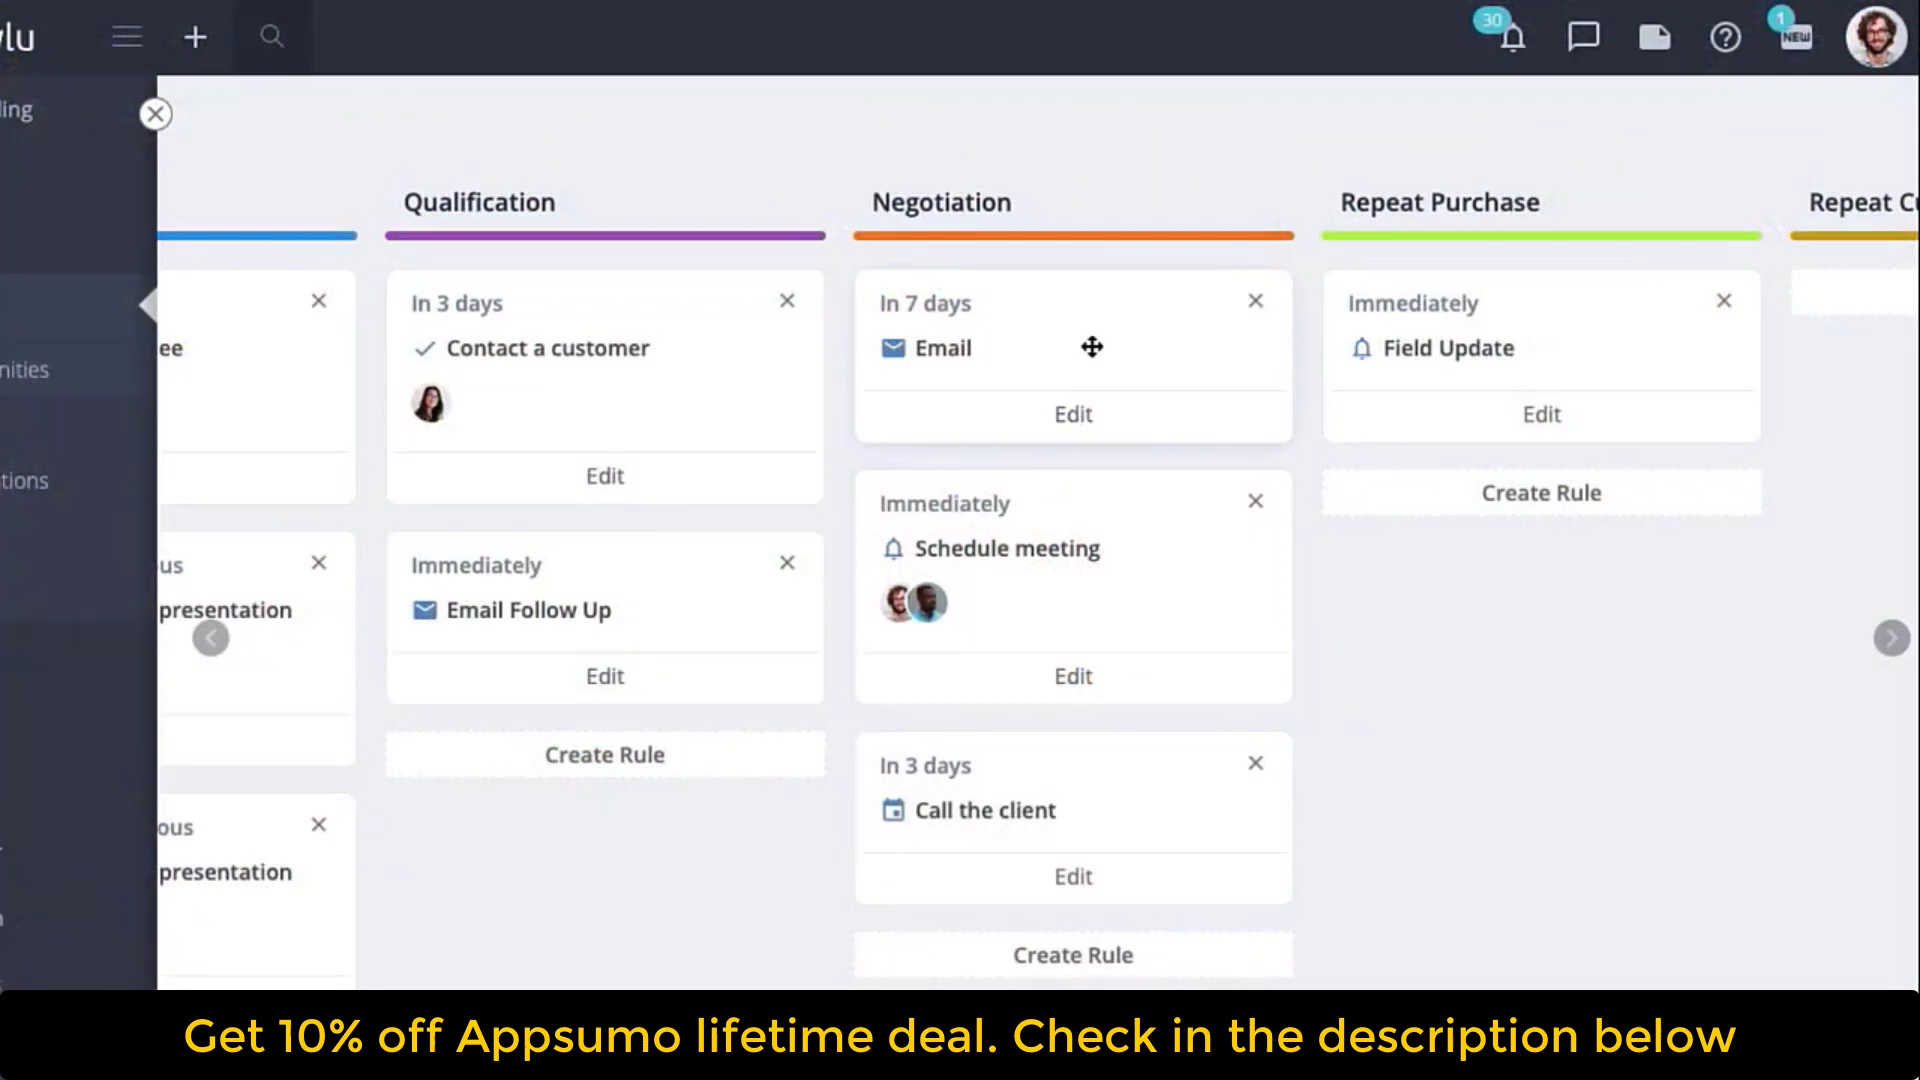 lu
30
1
NEW
ling
nities
tions
ee
us
presentation
ous
presentation
Qualification
In 3 days
Contact a customer
Edit
Immediately
Email Follow Up
Edit
Create Rule
Negotiation
In 7 days
Email
Edit
Immediately
Schedule meeting
Edit
In 3 days
Call the client
Edit
Create Rule
Repeat Purchase
Immediately
Field Update
Edit
Create Rule
Repeat C
Get 10% off Appsumo lifetime deal. Check in the description below